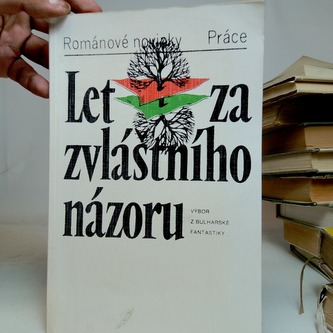 Románové novinky Práce
Let za
zvláštního
názoru
VÝBOR
Z BULHARSKÉ
FANTASTIKY